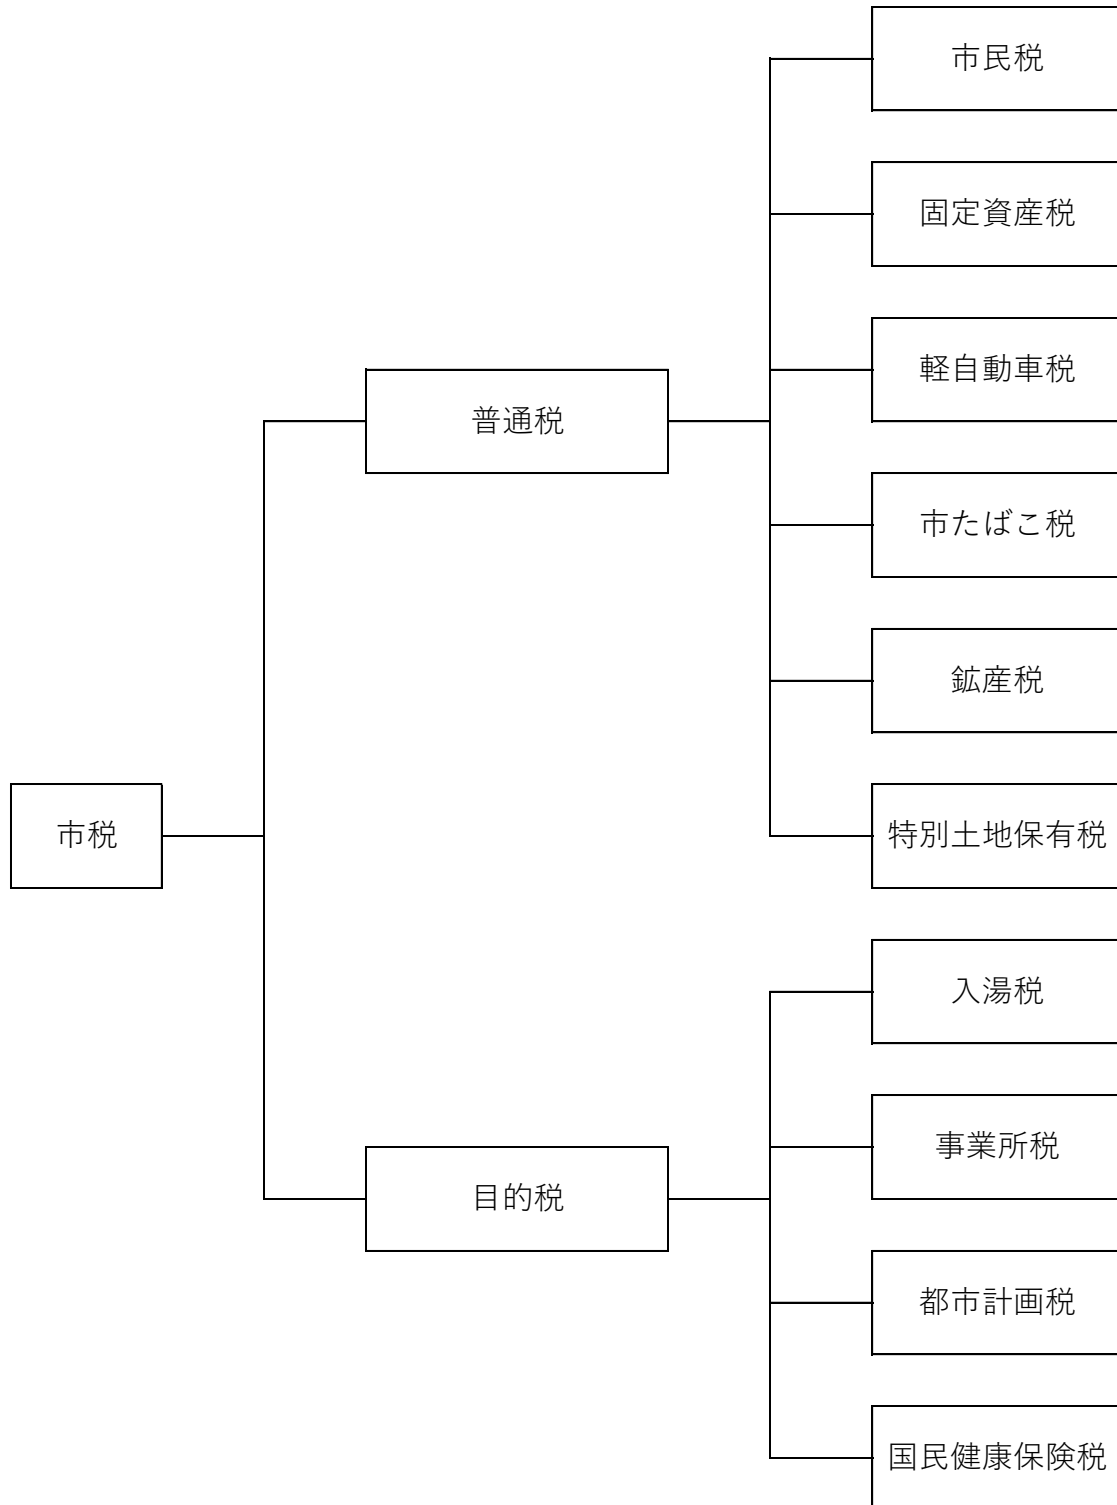 市税
普通税
市民税
固定資産税
軽自動車税
市たばこ税
鉱産税
特別土地保有税
目的税
入湯税
事業所税
都市計画税
国民健康保険税